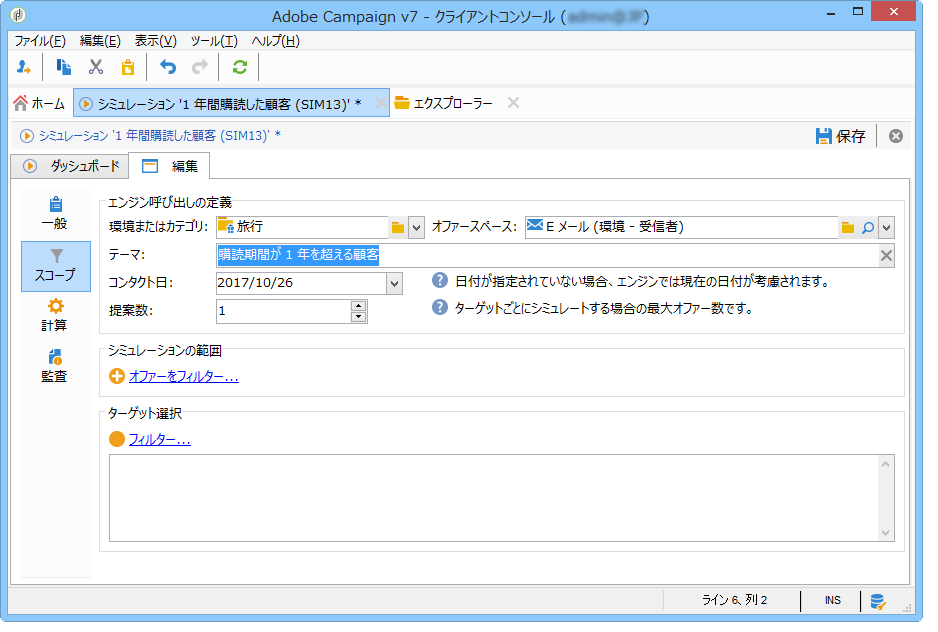 Adobe Campaign v7 - クライアントコンソール ( )
ファイル(F) 編集(E) 表示(V) ツール(T) ヘルプ(H)
ホーム シミュレーション '1 年間購読した顧客 (SIM13)' * エクスプローラー
シミュレーション '1 年間購読した顧客 (SIM13)' * 保存
ダッシュボード 編集
一般
スコープ
計算
監査
エンジン呼び出しの定義
環境またはカテゴリ: 旅行 オファースペース: E メール (環境 - 受信者)
テーマ: 購読期間が 1 年を超える顧客
コンタクト日: 2017/10/26 日付が指定されていない場合、エンジンでは現在の日付が考慮されます。
提案数: 1 ターゲットごとにシミュレートする場合の最大オファー数です。
シミュレーションの範囲
オファーをフィルター...
ターゲット選択
フィルター...
ライン 6、列 2 INS